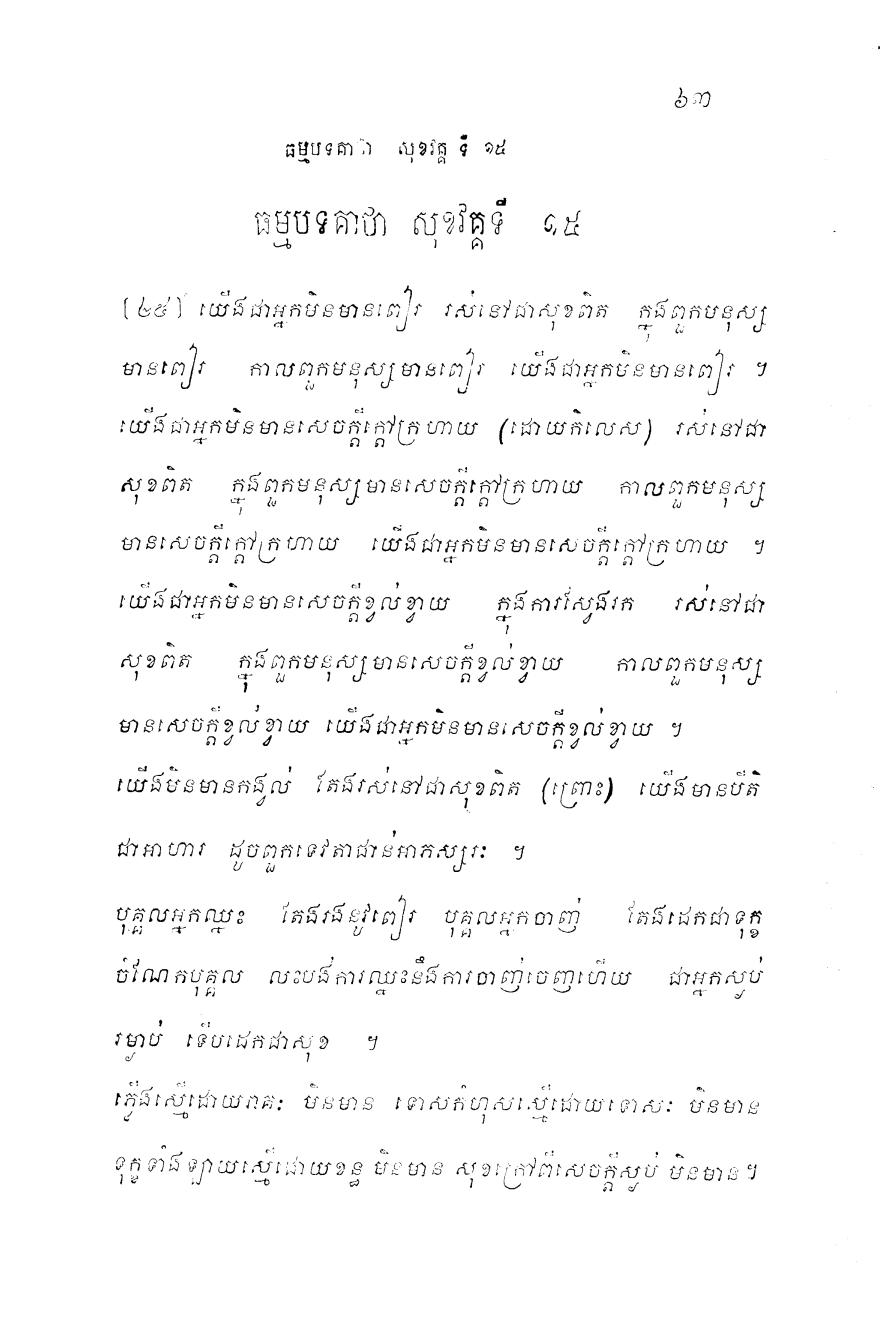 ៦៣
ធម្មបទគាថា សុខវគ្គ ទី ១៥
ធម្មបទគាថា សុខវគ្គទី ១៥
[២៥] យើងជាអ្នកមិនមានពៀរ រស់នៅជាសុខពិត ក្នុងពួកមនុស្ស
មានពៀរ កាលពួកមនុស្សមានពៀរ យើងជាអ្នកមិនមានពៀរ ។
យើងជាអ្នកមិនមានសេចក្តីក្តៅក្រហាយ (ដោយកិលេស) រស់នៅជា
សុខពិត ក្នុងពួកមនុស្សមានសេចក្តីក្តៅក្រហាយ កាលពួកមនុស្ស
មានសេចក្តីក្តៅក្រហាយ យើងជាអ្នកមិនមានសេចក្តីក្តៅក្រហាយ ។
យើងជាអ្នកមិនមានសេចក្តីខ្វល់ខ្វាយ ក្នុងការស្វែងរក រស់នៅជា
សុខពិត ក្នុងពួកមនុស្សមានសេចក្តីខ្វល់ខ្វាយ កាលពួកមនុស្ស
មានសេចក្តីខ្វល់ខ្វាយ យើងជាអ្នកមិនមានសេចក្តីខ្វល់ខ្វាយ ។
យើងមិនមានកង្វល់ តែងរស់នៅជាសុខពិត (ព្រោះ) យើងមានបីតិ
ជាអាហារ ដូចពួកទេវតាជាន់អាភស្សរៈ ។
បុគ្គលអ្នកឈ្នះ តែងរងនូវពៀរ បុគ្គលអ្នកចាញ់ តែងដេកជាទុក្ខ
ចំណែកបុគ្គល លះបង់ការឈ្នះនឹងការចាញ់ចេញហើយ ជាអ្នកស្ងប់
រម្ងាប់ ទើបដេកជាសុខ ។
ភ្លើងស្មើដោយរាគៈ មិនមាន ទោសកំហុសស្មើដោយទោសៈ មិនមាន
ទុក្ខទាំងឡាយស្មើដោយខន្ធ មិនមាន សុខក្រៅពីសេចក្តីស្ងប់ មិនមាន។